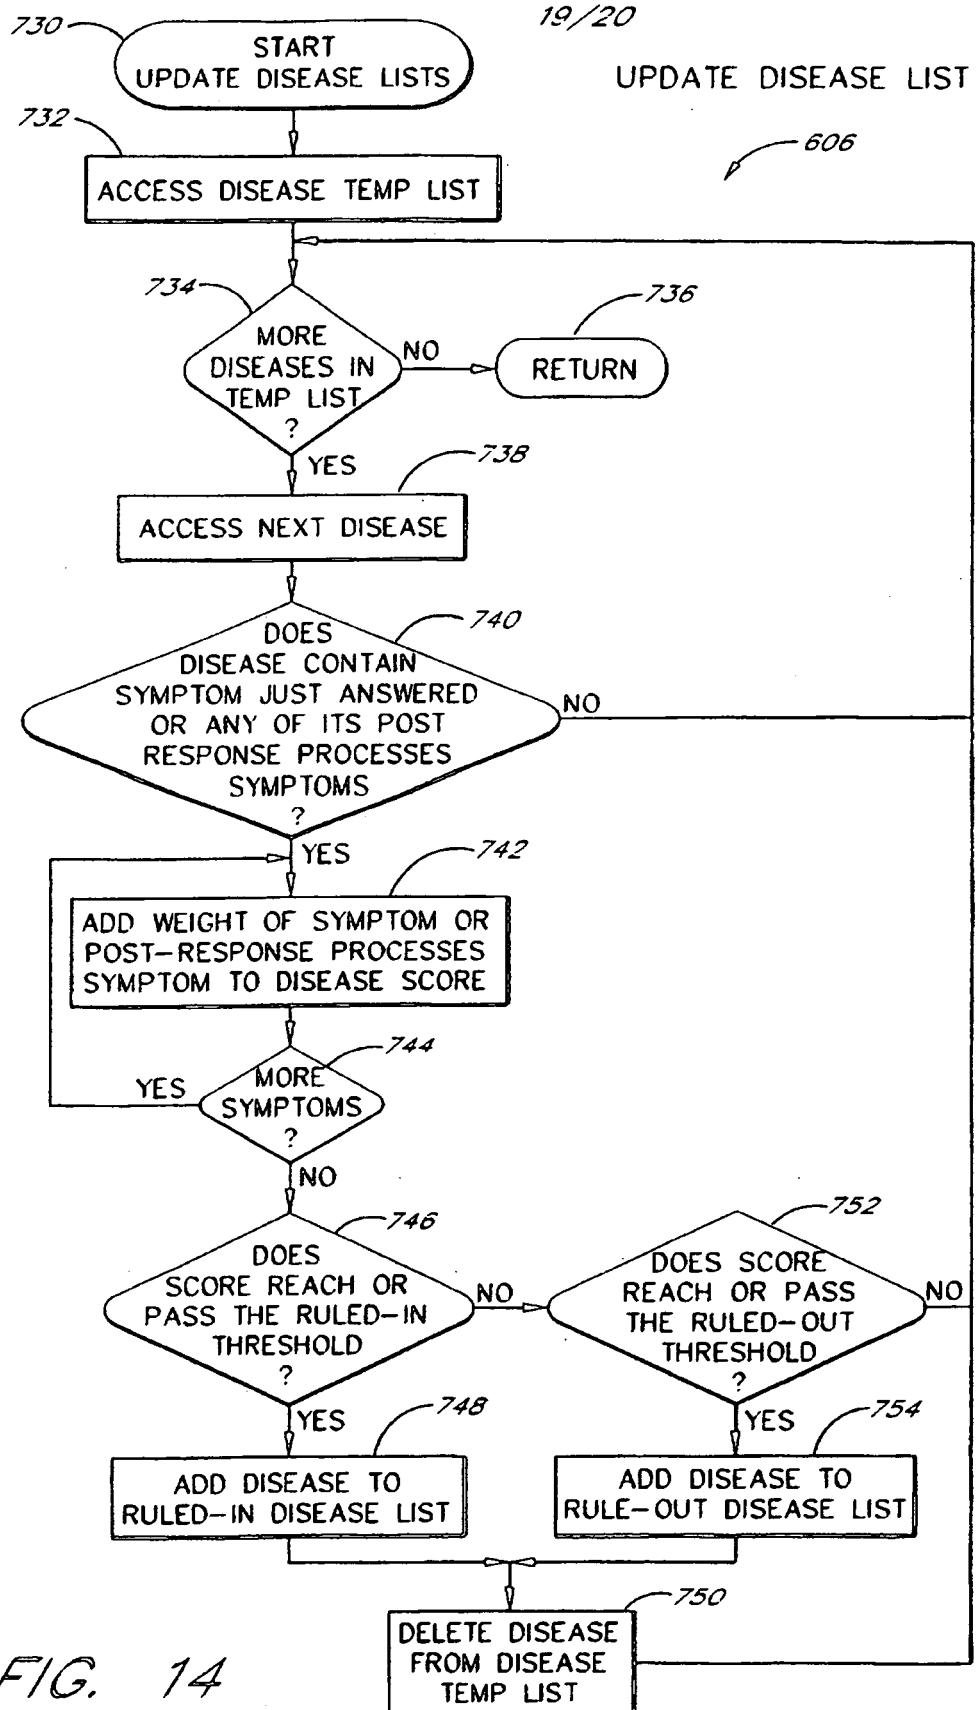 730
19/20
START
UPDATE DISEASE LISTS
UPDATE DISEASE LIST
732
606
ACCESS DISEASE TEMP LIST
734
MORE
DISEASES IN
TEMP LIST
?
NO
736
RETURN
YES
738
ACCESS NEXT DISEASE
740
DOES
DISEASE CONTAIN
SYMPTOM JUST ANSWERED
OR ANY OF ITS POST
RESPONSE PROCESSES
SYMPTOMS
?
NO
YES
742
ADD WEIGHT OF SYMPTOM OR
POST-RESPONSE PROCESSES
SYMPTOM TO DISEASE SCORE
744
MORE
SYMPTOMS
?
YES
NO
746
DOES
SCORE REACH OR
PASS THE RULED-IN
THRESHOLD
?
NO
752
DOES SCORE
REACH OR PASS
THE RULED-OUT
THRESHOLD
?
NO
YES
748
ADD DISEASE TO
RULED-IN DISEASE LIST
YES
754
ADD DISEASE TO
RULE-OUT DISEASE LIST
750
DELETE DISEASE
FROM DISEASE
TEMP LIST
FIG. 14